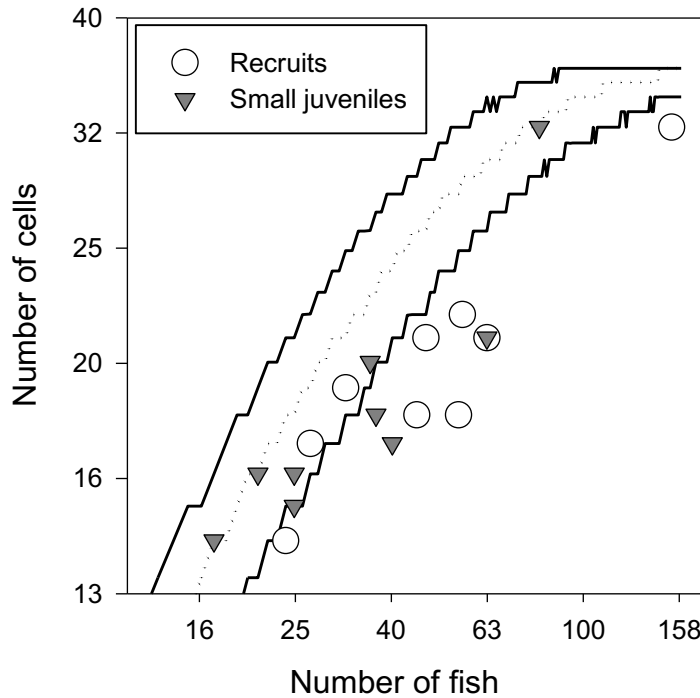 40
Recruits
Small juveniles
32
25
20
16
13
Number of cells
16 25 40 63 100 158
Number of fish